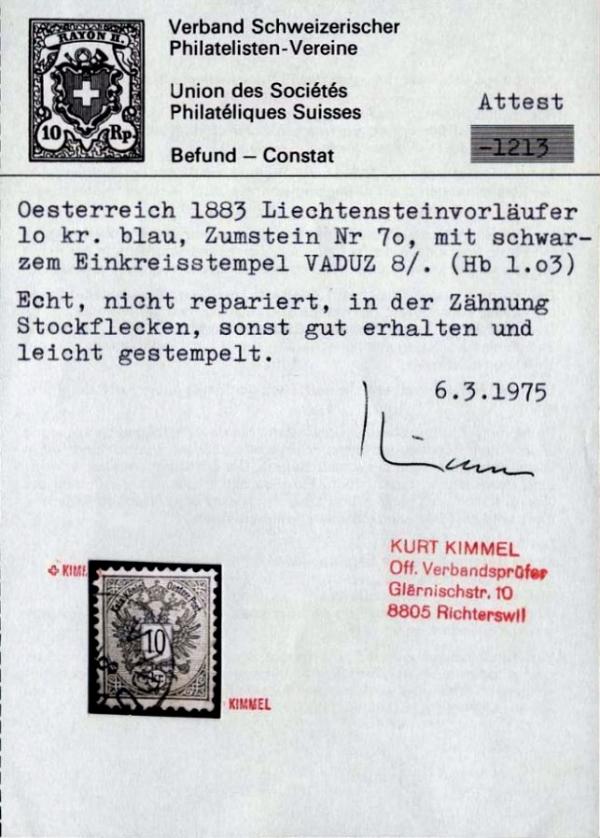 RAYON II.
10 Rp.
Verband Schweizerischer
Philatelisten-Vereine
Union des Sociétés
Philatéliques Suisses
Befund – Constat
Attest
-1213
Oesterreich 1883 Liechtensteinvorläufer
lo kr. blau, Zumstein Nr 7o, mit schwar-
zem Einkreisstempel VADUZ 8/. (Hb l.o3)
Echt, nicht repariert, in der Zähnung
Stockflecken, sonst gut erhalten und
leicht gestempelt.
6.3.1975
KURT KIMMEL
Off. Verbandsprüfer
Glärnischstr. 10
8805 Richterswil
KIMM
10
KIMMEL